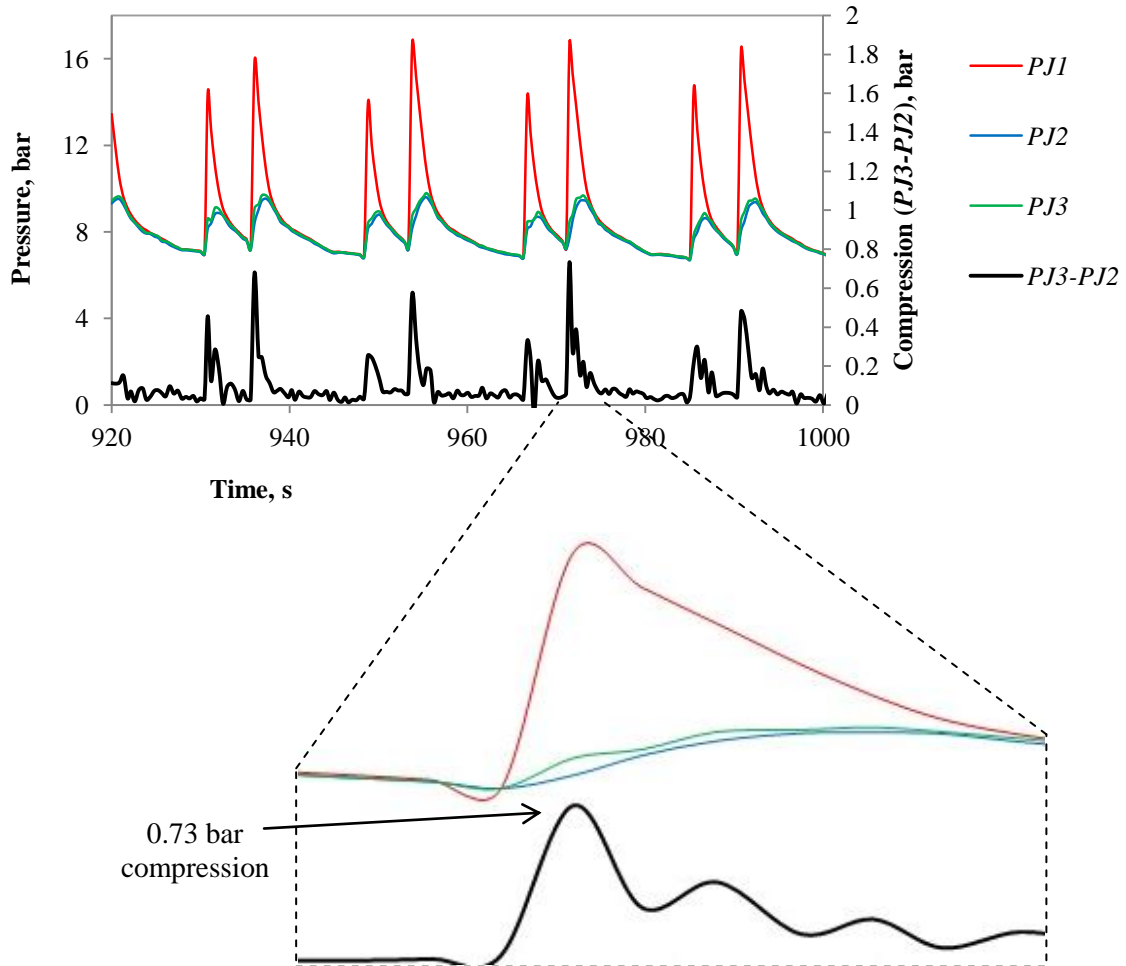 16
12
8
4
0
Pressure, bar
920
940
960
980
1000
Time, s
2
1.8
1.6
1.4
1.2
1
0.8
0.6
0.4
0.2
0
Compression (PJ3-PJ2), bar
PJ1
PJ2
PJ3
PJ3-PJ2
0.73 bar
compression